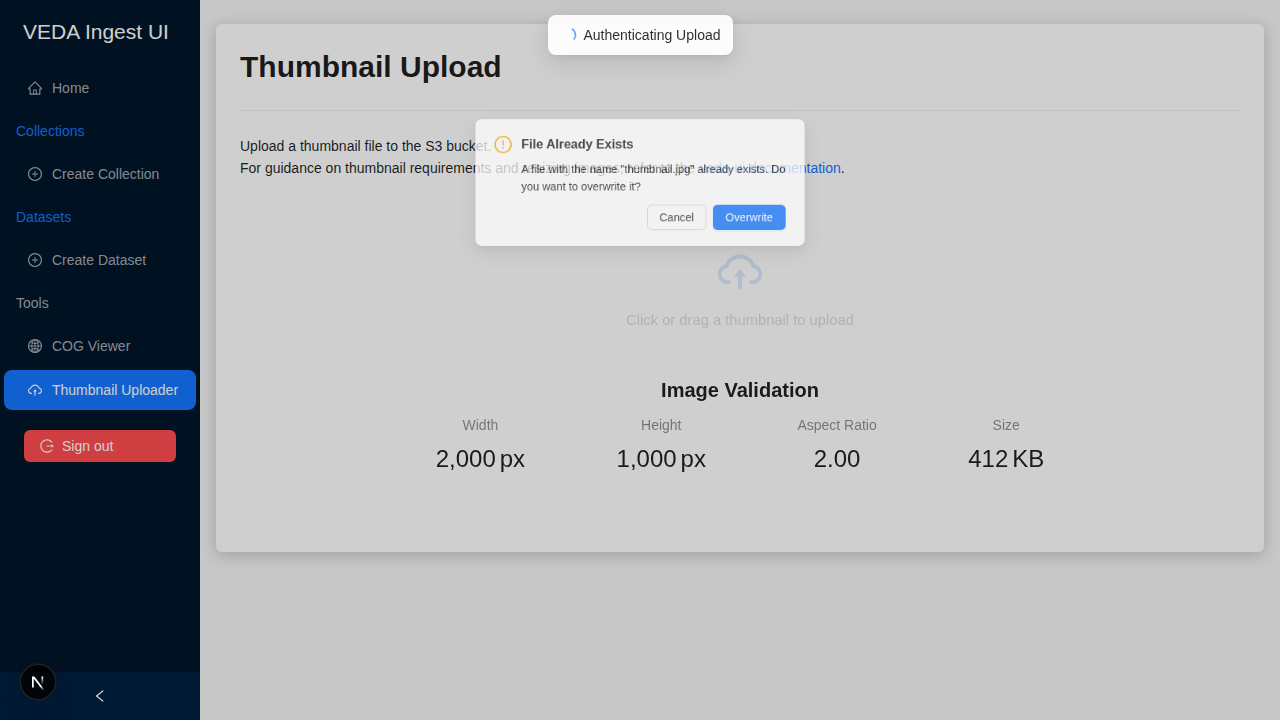 VEDA Ingest UI
Home
Collections
Create Collection
Datasets
Create Dataset
Tools
COG Viewer
Thumbnail Uploader
Sign out
Authenticating Upload
Thumbnail Upload
Upload a thumbnail file to the S3 bucket.
For guidance on thumbnail requirements and documentation.
File Already Exists
A file with the name "thumbnail.jpg" already exists. Do
you want to overwrite it?
Cancel
Overwrite
Click or drag a thumbnail to upload
Image Validation
Width
2,000 px
Height
1,000 px
Aspect Ratio
2.00
Size
412 KB